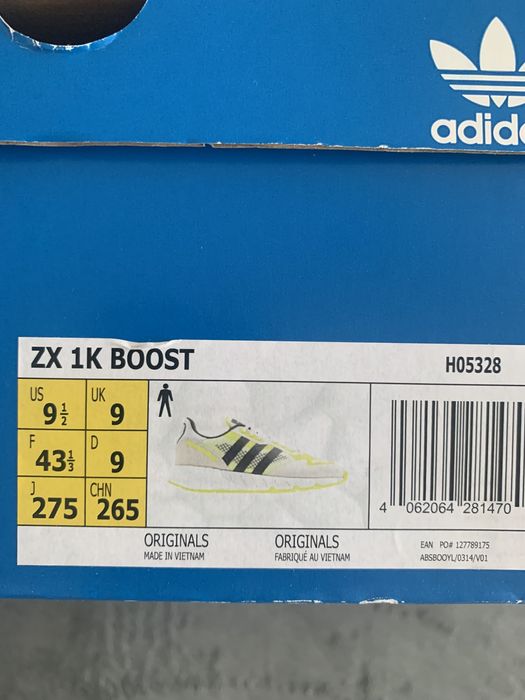 adidas
ZX 1K BOOST
H05328
US UK
9½ 9
F D
43⅓ 9
J CHN
275 265
4 062064 281470
ORIGINALS ORIGINALS
MADE IN VIETNAM FABRIQUÉ AU VIETNAM
EAN PO# 127789175
ABSBOOYL/0314/V01